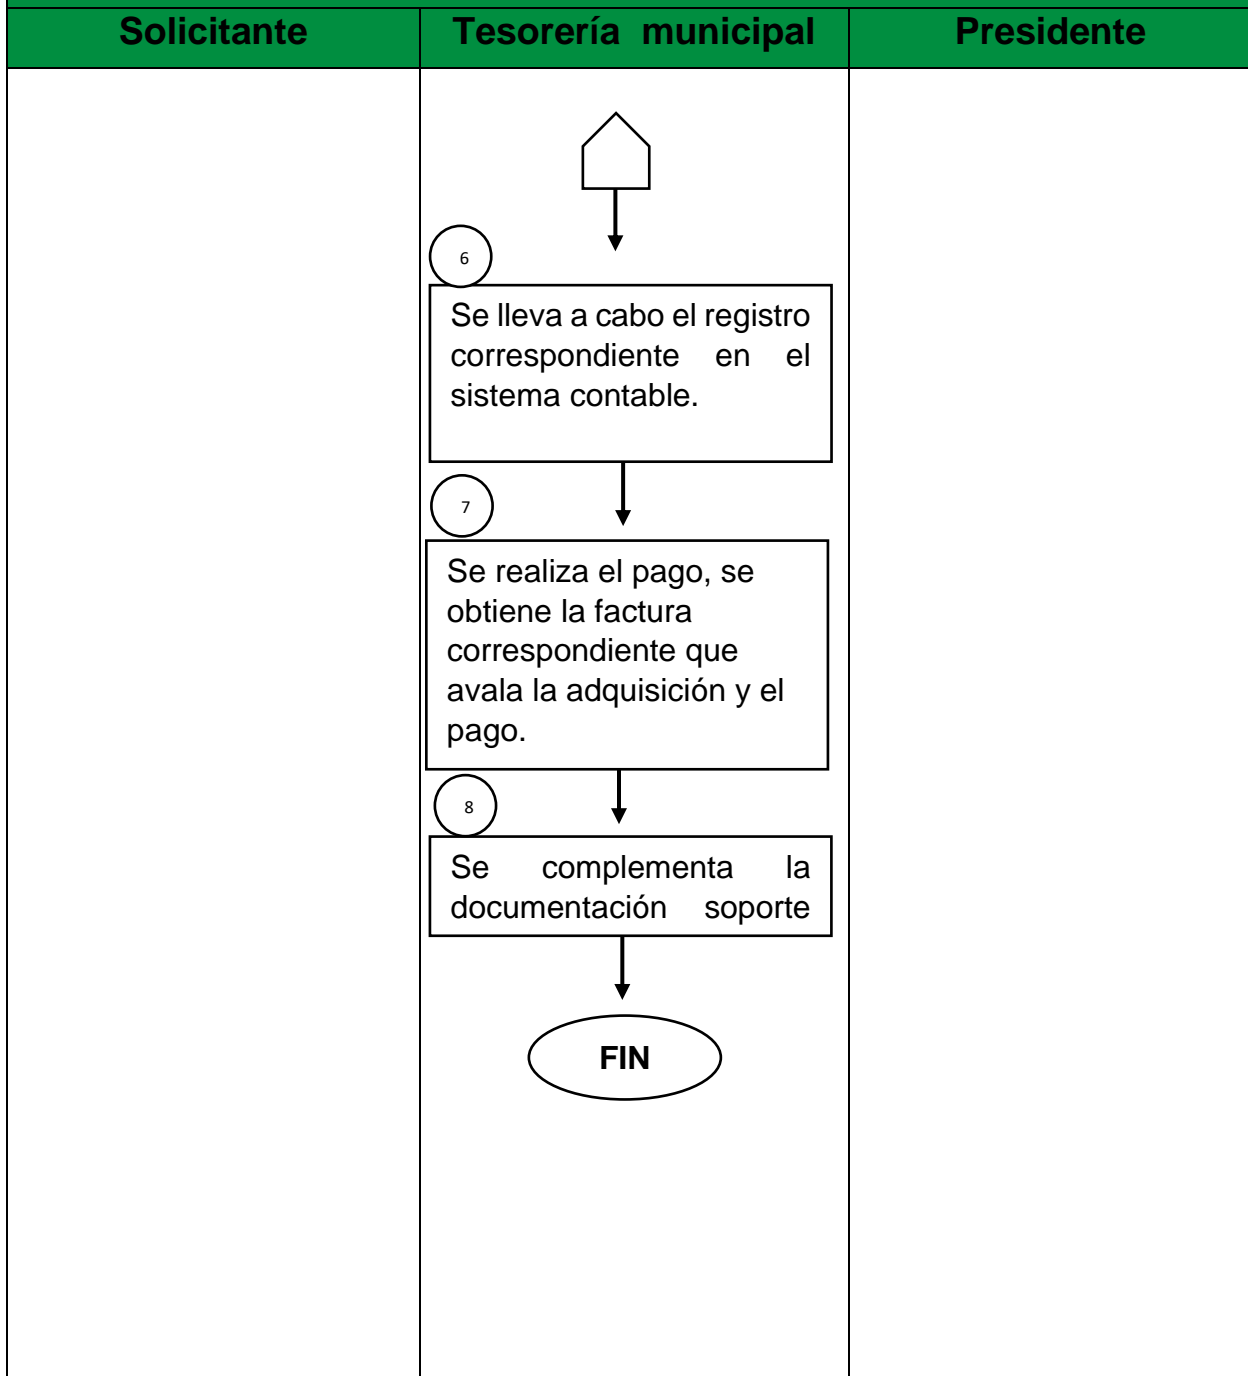 Solicitante
Tesorería municipal
Presidente
6
Se lleva a cabo el registro
correspondiente en el
sistema contable.
7
Se realiza el pago, se
obtiene la factura
correspondiente que
avala la adquisición y el
pago.
8
Se complementa la
documentación soporte
FIN